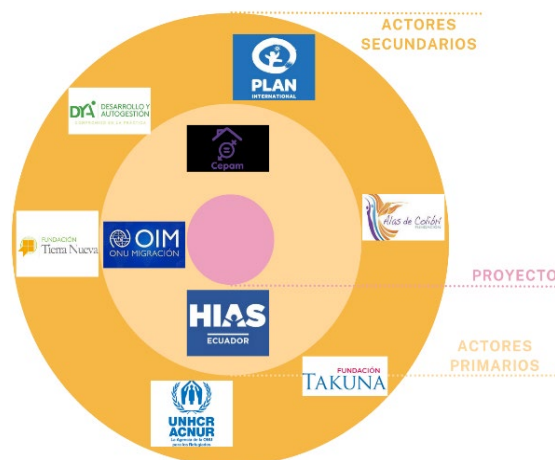 ACTORES
SECUNDARIOS
PLAN
INTERNATIONAL
DYA DESARROLLO Y
AUTOGESTIÓN
Cepam
Alas de Colibrí
FUNDACIÓN
Tierra Nueva
OIM
ONU MIGRACIÓN
PROYECTO
HIAS
ECUADOR
ACTORES
PRIMARIOS
FUNDACIÓN
TAKUNA
UNHCR
ACNUR
La Agencia de la ONU
para los Refugiados